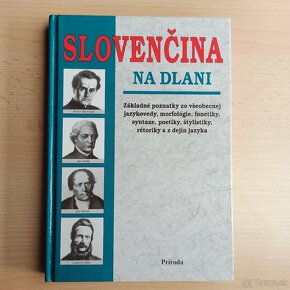 SLOVENČINA
NA DLANI
Základné poznatky zo všeobecnej
jazykovedy, morfológie, fonetiky,
syntaxe, poetiky, štylistiky,
rétoriky a z dejín jazyka
Príroda